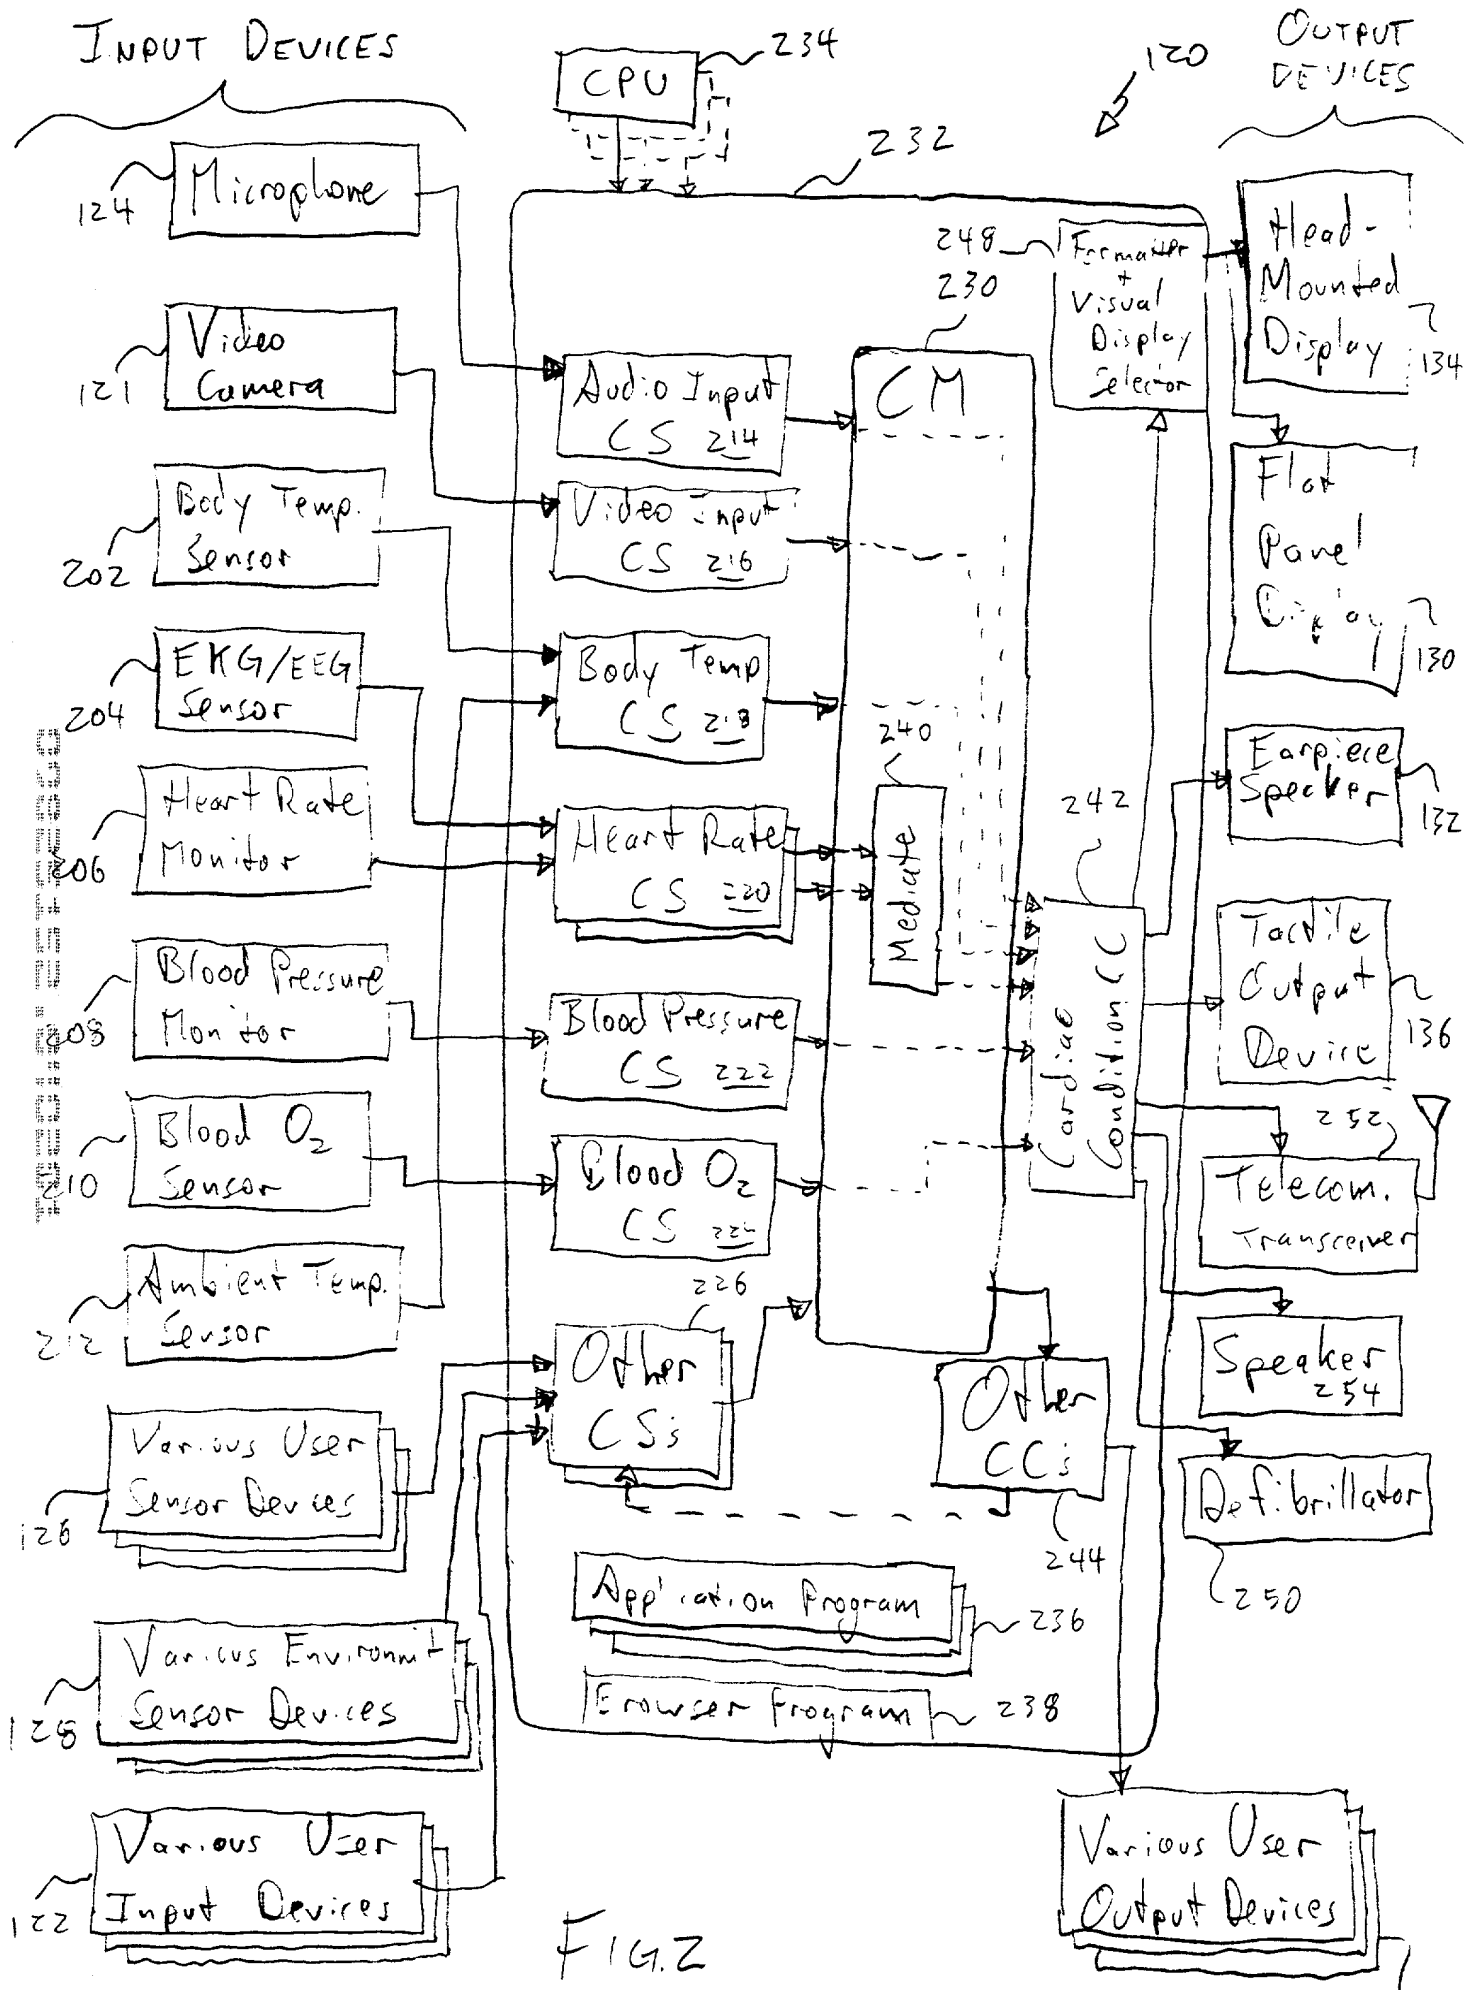 INPUT DEVICES
OUTPUT
DEVICES
CPU
234
120
232
Microphone
124
Video
Camera
121
Body Temp.
Sensor
202
EKG/EEG
Sensor
204
Heart Rate
Monitor
206
Blood Pressure
Monitor
208
Blood O2
Sensor
210
Ambient Temp.
Sensor
212
Various User
Sensor Devices
126
Various Environmt
Sensor Devices
128
Various User
Input Devices
122
Audio Input
CS 214
Video Input
CS 216
Body Temp
CS 218
Heart Rate
CS 220
Blood Pressure
CS 222
Blood O2
CS 224
226
Other
CSs
230
CM
240
Mediate
242
Cardiac
Condition CC
Other
CCs
244
Application Program
236
Browser Program
238
248
Formatter
+
Visual
Display
Selector
Head-
Mounted
Display
134
Flat
Panel
Display
130
Earpiece
Speaker
132
Tactile
Output
Device
136
252
Telecom.
Transceiver
Speaker
254
Defibrillator
250
Various User
Output Devices
FIG. 2